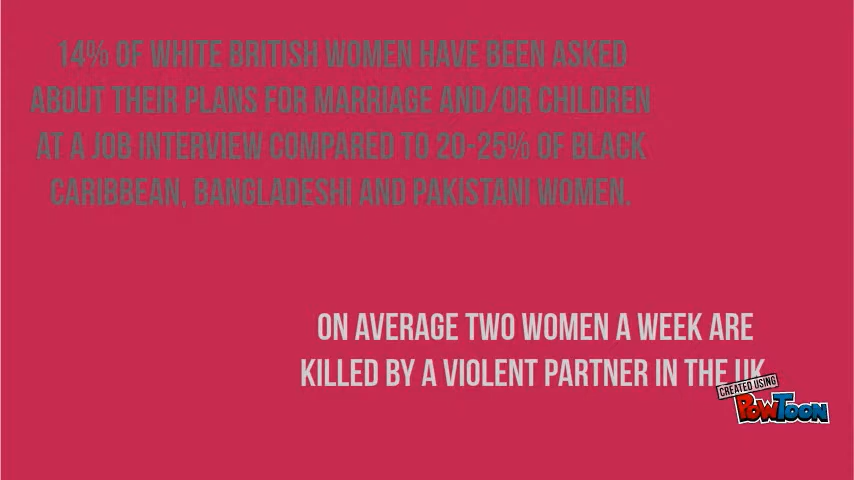 14% OF WHITE BRITISH WOMEN HAVE BEEN ASKED
ABOUT THEIR PLANS FOR MARRIAGE AND/OR CHILDREN
AT A JOB INTERVIEW COMPARED TO 20-25% OF BLACK
CARIBBEAN, BANGLADESHI AND PAKISTANI WOMEN.
ON AVERAGE TWO WOMEN A WEEK ARE
KILLED BY A VIOLENT PARTNER IN THE UK
CREATED USING
POWTOON